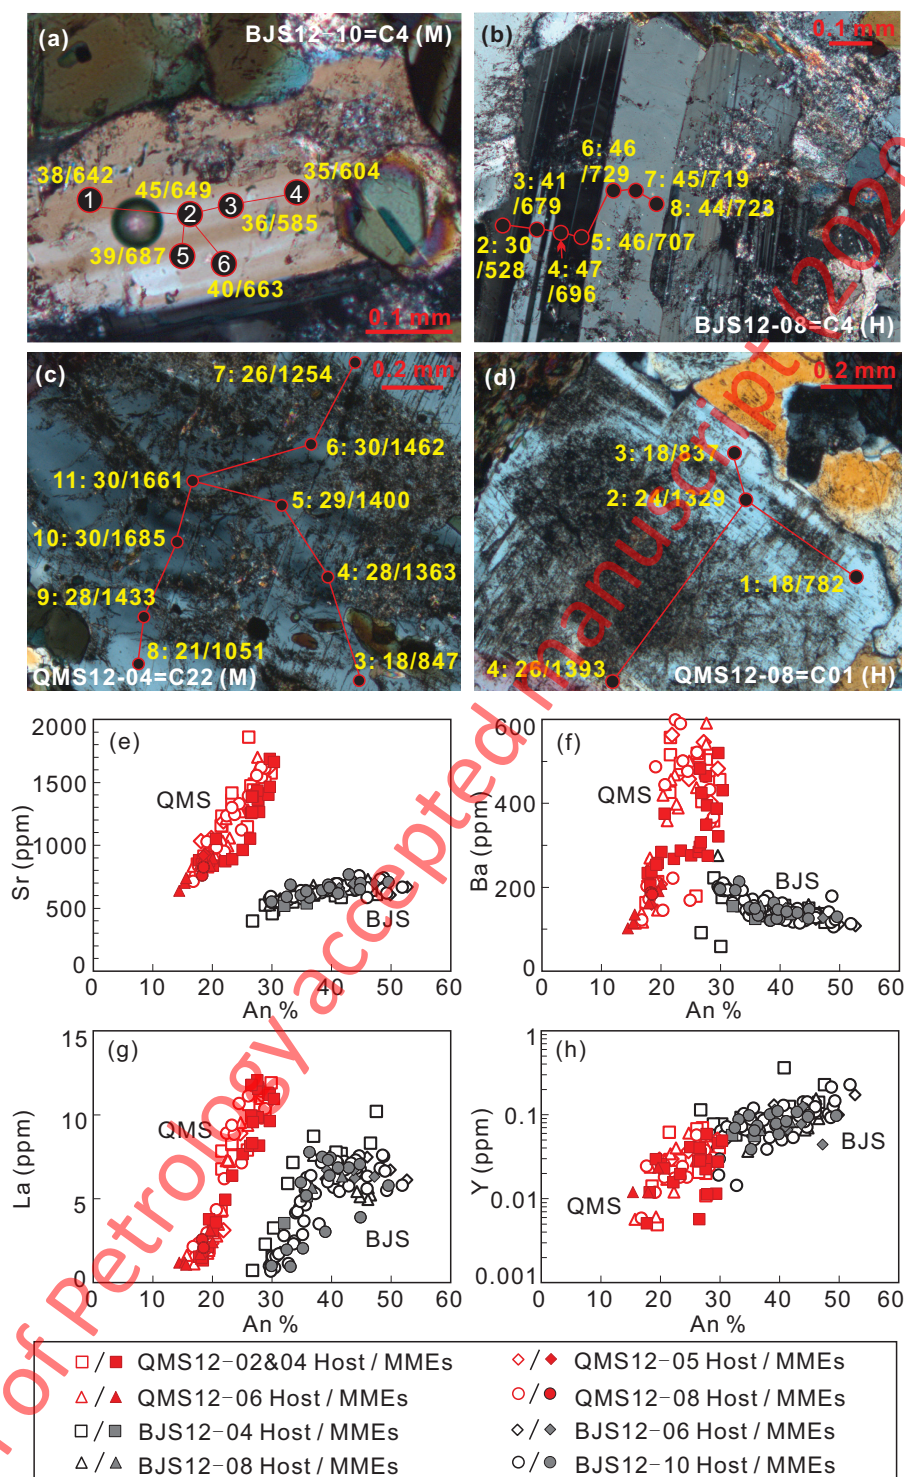 (a)
BJS12-10=C4 (M)
38/642
45/649
35/604
1
2
3
4
36/585
39/687
5
6
40/663
0.1 mm
(b)
0.1 mm
6: 46
/729
3: 41
/679
7: 45/719
8: 44/723
2: 30
/528
5: 46/707
4: 47
/696
BJS12-08=C4 (H)
(c)
7: 26/1254
0.2 mm
6: 30/1462
11: 30/1661
5: 29/1400
10: 30/1685
4: 28/1363
9: 28/1433
8: 21/1051
3: 18/847
QMS12-04=C22 (M)
(d)
0.2 mm
3: 18/837
2: 24/1329
1: 18/782
4: 26/1393
QMS12-08=C01 (H)
2000
1500
1000
500
0
Sr (ppm)
(e)
QMS
BJS
0 10 20 30 40 50 60
An %
600
400
200
0
Ba (ppm)
(f)
QMS
BJS
0 10 20 30 40 50 60
An %
15
10
5
0
La (ppm)
(g)
QMS
BJS
0 10 20 30 40 50 60
An %
1
0.1
0.01
0.001
Y (ppm)
(h)
QMS
BJS
0 10 20 30 40 50 60
An %
/ QMS12-02&04 Host / MMEs
/ QMS12-05 Host / MMEs
/ QMS12-06 Host / MMEs
/ QMS12-08 Host / MMEs
/ BJS12-04 Host / MMEs
/ BJS12-06 Host / MMEs
/ BJS12-08 Host / MMEs
/ BJS12-10 Host / MMEs
of Petrology accepted manuscript (2020